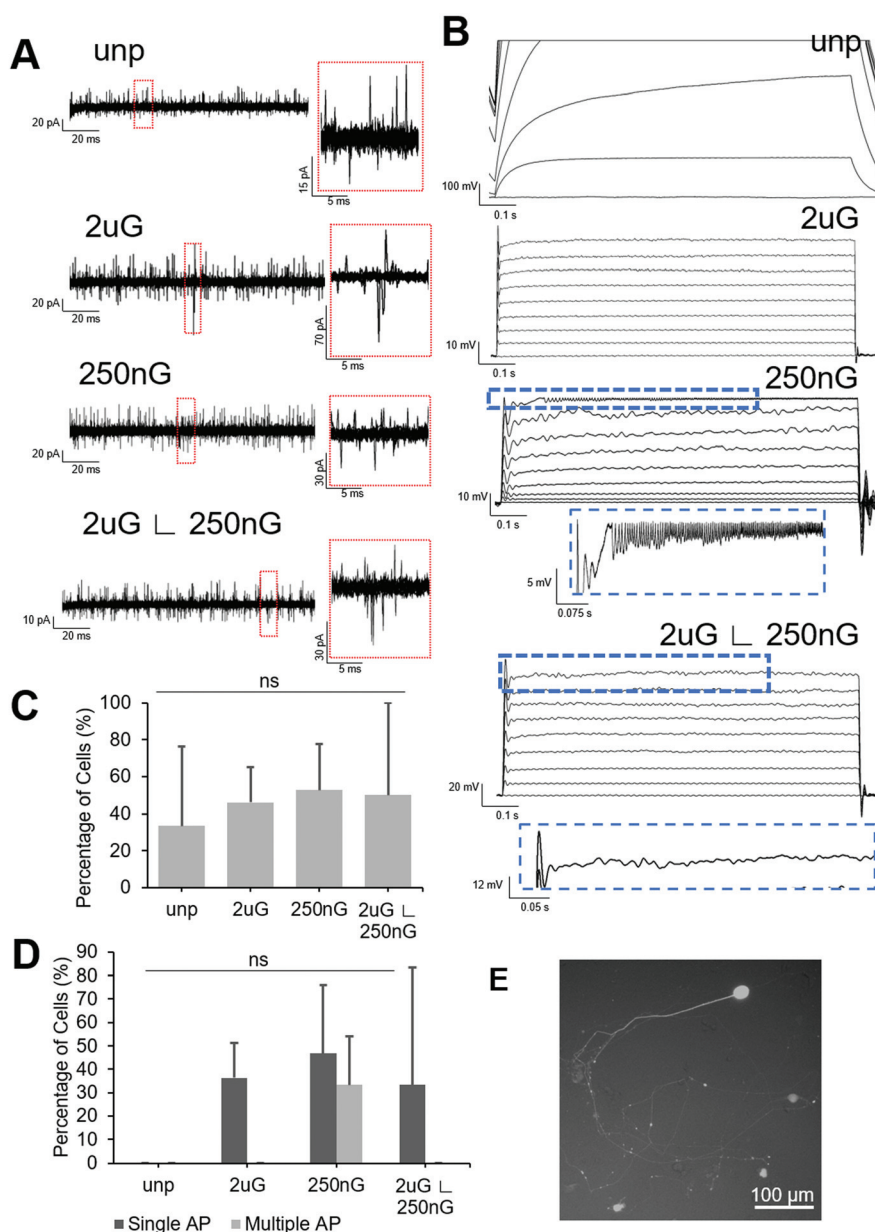 A
unp
20 pA
20 ms
15 pA
5 ms
2uG
20 pA
20 ms
70 pA
5 ms
250nG
20 pA
20 ms
30 pA
5 ms
2uG ∟ 250nG
10 pA
20 ms
30 pA
5 ms
B
unp
100 mV
0.1 s
2uG
10 mV
0.1 s
250nG
10 mV
0.1 s
5 mV
0.075 s
2uG ∟ 250nG
20 mV
0.1 s
12 mV
0.05 s
C
ns
Percentage of Cells (%)
100
80
60
40
20
0
unp
2uG
250nG
2uG ∟
250nG
D
ns
Percentage of Cells (%)
90
80
70
60
50
40
30
20
10
0
unp
2uG
250nG
2uG ∟
250nG
Single AP
Multiple AP
E
100 µm